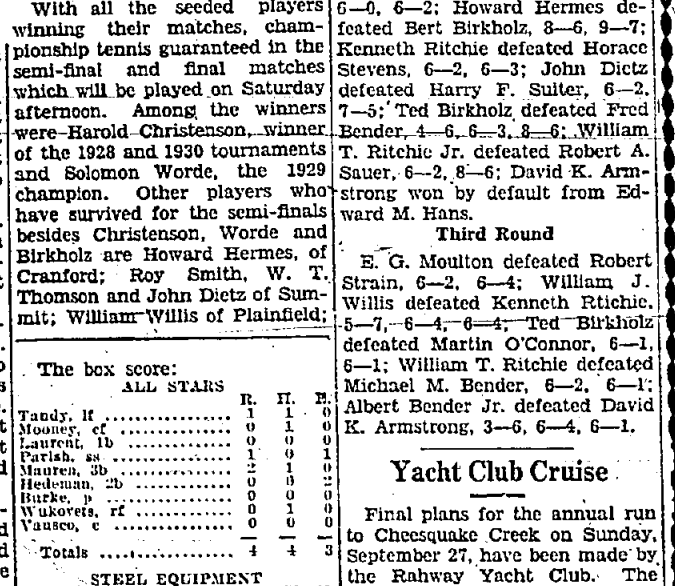 With all the seeded players
winning their matches, cham-
pionship tennis guaranteed in the
semi-final and final matches
which will be played on Saturday
afternoon. Among the winners
were Harold Christenson, winner
of the 1928 and 1930 tournaments
and Solomon Worde, the 1929
champion. Other players who
have survived for the semi-finals
besides Christenson, Worde and
Birkholz are Howard Hermes, of
Cranford; Roy Smith, W. T.
Thomson and John Dietz of Sum-
mit; William Willis of Plainfield;
The box score:
ALL STARS
R. H. E.
Tandy, lf ................ 1 1 0
Mooney, cf ................ 0 1 0
Laurent, 1b ................ 0 0 0
Parish, ss ................ 1 0 1
Mauren, 3b ................ 2 1 0
Hedeman, 2b ................ 0 0 2
Burke, p ................ 0 0 0
Wukovets, rf ................ 0 1 0
Yausco, c ................ 0 0 0
Totals ................ 4 4 3
STEEL EQUIPMENT
6—0, 6—2; Howard Hermes de-
feated Bert Birkholz, 8—6, 9—7;
Kenneth Ritchie defeated Horace
Stevens, 6—2, 6—3; John Dietz
defeated Harry F. Suiter, 6—2,
7—5; Ted Birkholz defeated Fred
Bender, 4—6, 6—3, 8—6; William
T. Ritchie Jr. defeated Robert A.
Sauer, 6—2, 8—6; David K. Arm-
strong won by default from Ed-
ward M. Hans.
Third Round
E. G. Moulton defeated Robert
Strain, 6—2, 6—4; William J.
Willis defeated Kenneth Rtichie,
5—7, 6—4, 6—4; Ted Birkholz
defeated Martin O'Connor, 6—1,
6—1; William T. Ritchie defeated
Michael M. Bender, 6—2, 6—1;
Albert Bender Jr. defeated David
K. Armstrong, 3—6, 6—4, 6—1.
Yacht Club Cruise
Final plans for the annual run
to Cheesquake Creek on Sunday,
September 27, have been made by
the Rahway Yacht Club. The